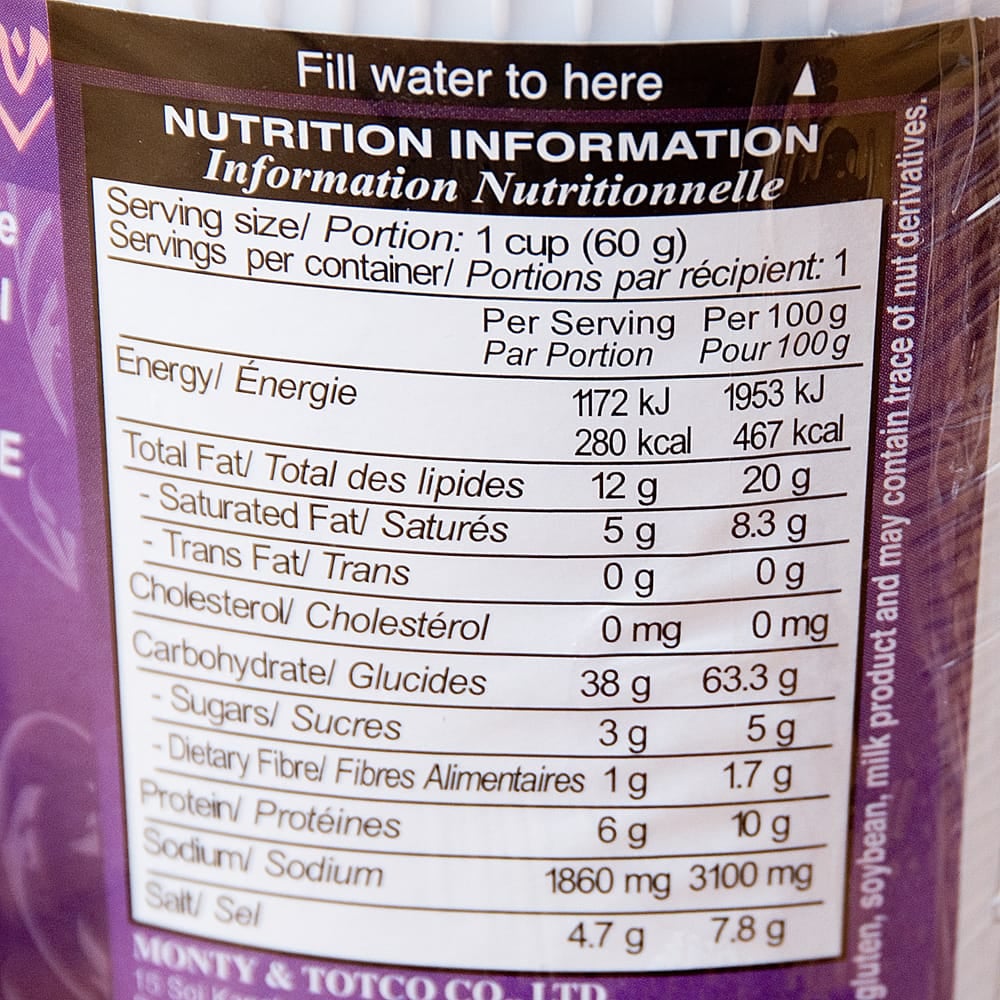 Fill water to here
NUTRITION INFORMATION
Information Nutritionnelle
Serving size/ Portion: 1 cup (60 g)
Servings per container/ Portions par récipient: 1
Per Serving Per 100g
Par Portion Pour 100g
Energy/ Énergie 1172 kJ 1953 kJ
280 kcal 467 kcal
Total Fat/ Total des lipides 12 g 20 g
- Saturated Fat/ Saturés 5 g 8.3 g
- Trans Fat/ Trans 0 g 0 g
Cholesterol/ Cholestérol 0 mg 0 mg
Carbohydrate/ Glucides 38 g 63.3 g
- Sugars/ Sucres 3 g 5 g
- Dietary Fibre/ Fibres Alimentaires 1 g 1.7 g
Protein/ Protéines 6 g 10 g
Sodium/ Sodium 1860 mg 3100 mg
Salt/ Sel 4.7 g 7.8 g
MONTY & TOTCO CO., LTD
15 Soi
gluten, soybean, milk product and may contain trace of nut derivatives.
e
l
E